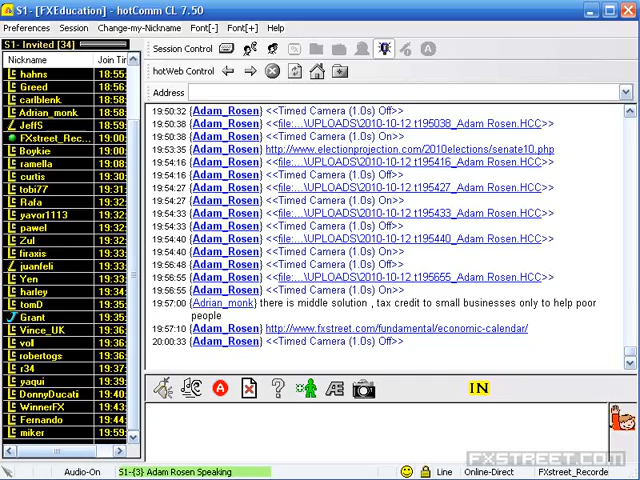 S1- [FXEducation] - hotComm CL 7.50
Preferences Session Change-my-Nickname Font[-] Font[+] Help
S1- Invited [34]
Session Control
hotWeb Control
Address
Nickname Join Tir
hahns 18:55:
Greed 18:56:
carlblenk 18:56:
Adrian_monk 18:56:
JeffS 18:56:
FXstreet_Rec... 19:00:
Boykie 19:00:
ramella 19:00:
curtis 19:00:
tobi77 19:31:
Rafa 19:32:
yavor1113 19:32:
pawel 19:32:
Zul 19:32:
firaxis 19:32:
juanfeli 19:32:
Yen 19:33:
harley 19:34:
tomD 19:35:
Grant 19:36:
Vince_UK 19:36:
vol 19:36:
robertogs 19:36:
r34 19:37:
yaqui 19:39:
DonnyDucati 19:40:
WinnerFX 19:43:
Fernando 19:44:
miker 19:59:
19:50:32 {Adam_Rosen} <<Timed Camera (1.0s) Off>>
19:50:38 {Adam_Rosen} <<file:...\UPLOADS\2010-10-12 t195038_Adam Rosen.HCC>>
19:50:38 {Adam_Rosen} <<Timed Camera (1.0s) On>>
19:53:35 {Adam_Rosen} http://www.electionprojection.com/2010elections/senate10.php
19:54:16 {Adam_Rosen} <<file:...\UPLOADS\2010-10-12 t195416_Adam Rosen.HCC>>
19:54:16 {Adam_Rosen} <<Timed Camera (1.0s) Off>>
19:54:27 {Adam_Rosen} <<file:...\UPLOADS\2010-10-12 t195427_Adam Rosen.HCC>>
19:54:27 {Adam_Rosen} <<Timed Camera (1.0s) On>>
19:54:33 {Adam_Rosen} <<file:...\UPLOADS\2010-10-12 t195433_Adam Rosen.HCC>>
19:54:33 {Adam_Rosen} <<Timed Camera (1.0s) Off>>
19:54:40 {Adam_Rosen} <<file:...\UPLOADS\2010-10-12 t195440_Adam Rosen.HCC>>
19:54:40 {Adam_Rosen} <<Timed Camera (1.0s) On>>
19:56:48 {Adam_Rosen} <<Timed Camera (1.0s) Off>>
19:56:55 {Adam_Rosen} <<file:...\UPLOADS\2010-10-12 t195655_Adam Rosen.HCC>>
19:56:55 {Adam_Rosen} <<Timed Camera (1.0s) On>>
19:57:00 {Adrian_monk} there is middle solution , tax credit to small businesses only to help poor
people
19:57:10 {Adam_Rosen} http://www.fxstreet.com/fundamental/economic-calendar/
20:00:33 {Adam_Rosen} <<Timed Camera (1.0s) Off>>
IN
FXSTREET.COM
Audio-On S1-{3} Adam Rosen Speaking Line Online-Direct FXstreet_Recorde